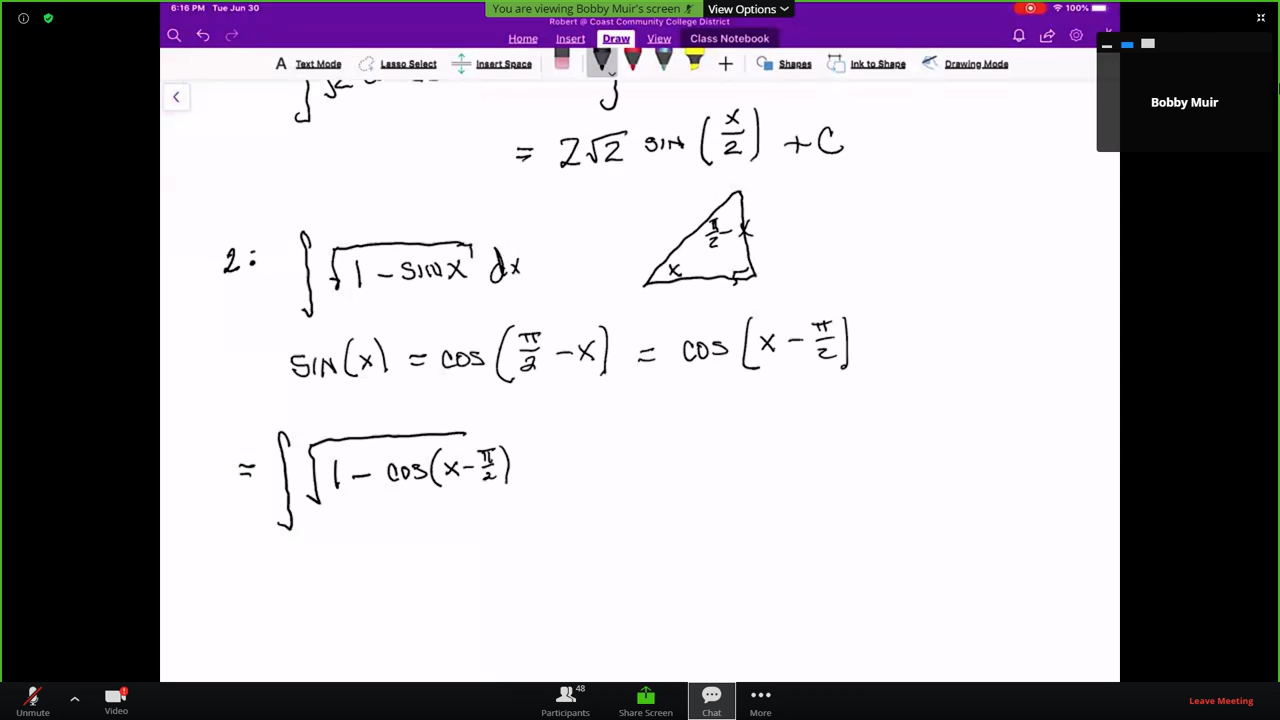 6:16 PM Tue Jun 30
You are viewing Bobby Muir's screen
View Options
100%
Robert @ Coast Community College District
Home Insert Draw View Class Notebook
Text Mode Lasso Select Insert Space Shapes Ink to Shape Drawing Mode
Bobby Muir
= 2√2 sin(x/2) + C
2: ∫ √(1 - sin x) dx
π/2 - x
x
sin(x) = cos(π/2 - x) = cos[x - π/2]
= ∫ √(1 - cos(x - π/2)
Unmute Video Participants 48 Share Screen Chat More Leave Meeting